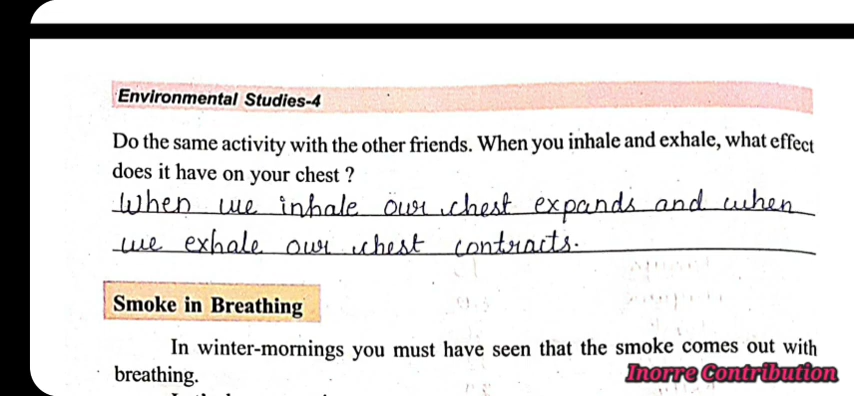 Environmental Studies-4
Do the same activity with the other friends. When you inhale and exhale, what effect
does it have on your chest ?
When we inhale our chest expands and when
we exhale our chest contracts.
Smoke in Breathing
In winter-mornings you must have seen that the smoke comes out with
breathing.
Inorre Contribution